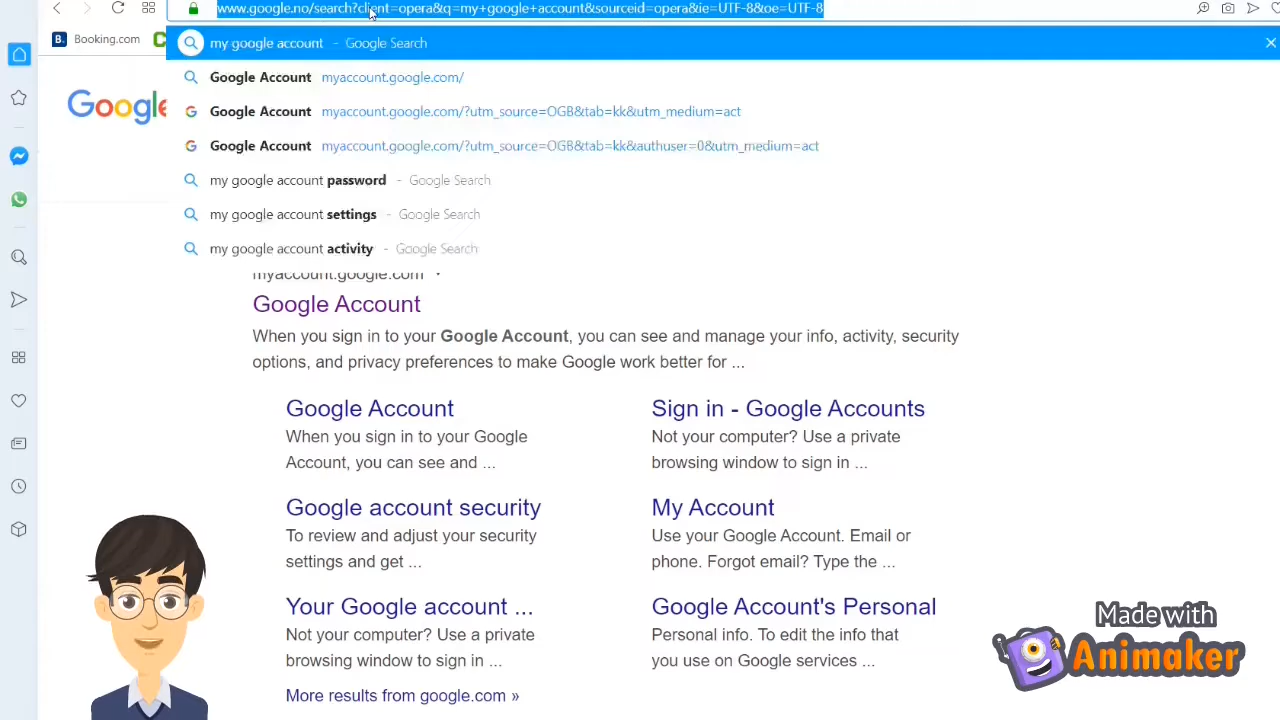 www.google.no/search?client=opera&q=my+google+account&sourceid=opera&ie=UTF-8&oe=UTF-8
Booking.com
my google account - Google Search
Google
Google Account myaccount.google.com/
Google Account myaccount.google.com/?utm_source=OGB&tab=kk&utm_medium=act
Google Account myaccount.google.com/?utm_source=OGB&tab=kk&authuser=0&utm_medium=act
my google account password - Google Search
my google account settings - Google Search
my google account activity - Google Search
myaccount.google.com
Google Account
When you sign in to your Google Account, you can see and manage your info, activity, security
options, and privacy preferences to make Google work better for ...
Google Account
When you sign in to your Google
Account, you can see and ...
Sign in - Google Accounts
Not your computer? Use a private
browsing window to sign in ...
Google account security
To review and adjust your security
settings and get ...
My Account
Use your Google Account. Email or
phone. Forgot email? Type the ...
Your Google account ...
Not your computer? Use a private
browsing window to sign in ...
Google Account's Personal
Personal info. To edit the info that
you use on Google services ...
More results from google.com »
Made with
Animaker